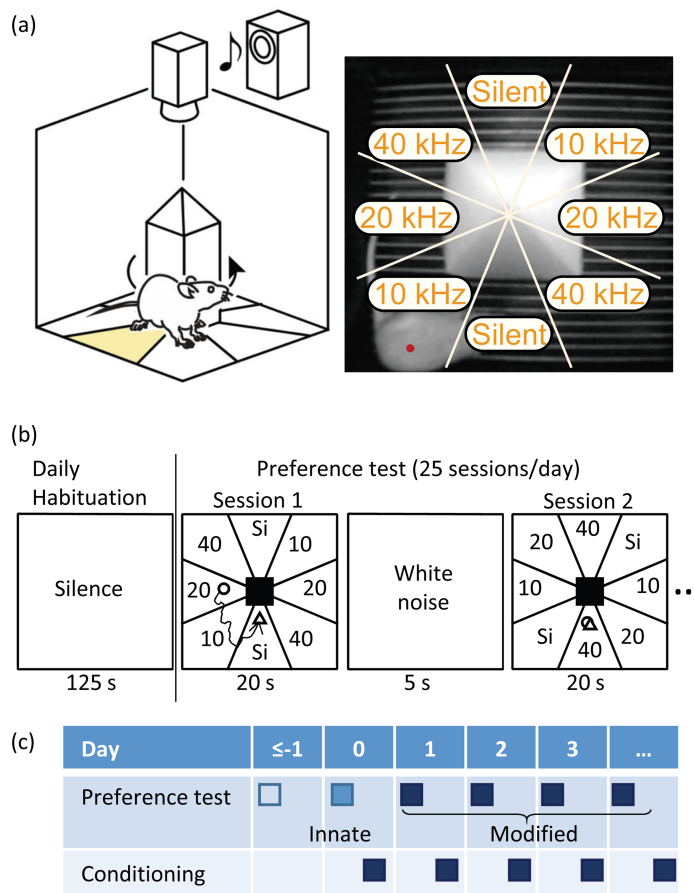 (a)
Silent
40 kHz
10 kHz
20 kHz
20 kHz
10 kHz
40 kHz
Silent
(b)
Daily
Habituation
Preference test (25 sessions/day)
Session 1
Session 2
Silence
Si
40
10
20
20
10
40
Si
White
noise
40
20
Si
10
10
Si
20
40
..
125 s
20 s
5 s
20 s
(c)
Day ≤-1 0 1 2 3 ...
Preference test
Innate Modified
Conditioning